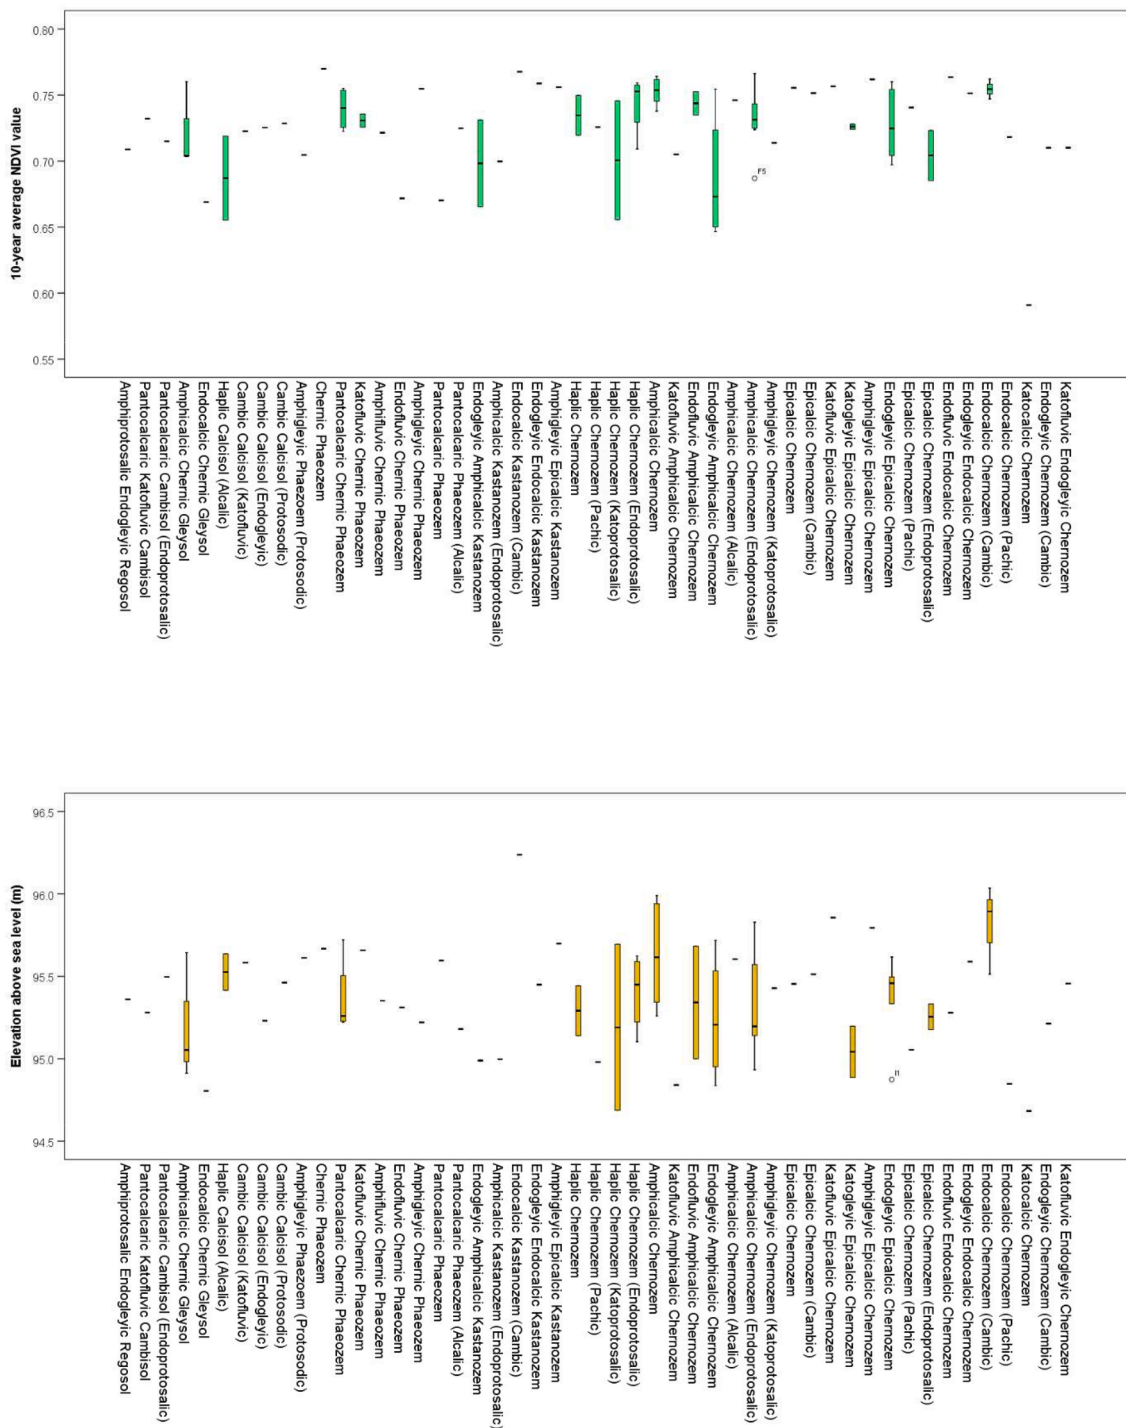 0.80
0.75
0.70
0.65
0.60
0.55
10-year average NDVI value
Amphiprotosalic Endogleyic Regosol
Pantocalcaric Katofluvic Cambisol
Pantocalcaric Cambisol (Endoprotosalic)
Amphicalcic Chernic Gleysol
Endocalcic Chernic Gleysol
Haplic Calcisol (Alcalic)
Cambic Calcisol (Katofluvic)
Cambic Calcisol (Endogleyic)
Cambic Calcisol (Protosodic)
Amphigleyic Phaezoem (Protosodic)
Chernic Phaeozem
Pantocalcaric Chernic Phaeozem
Katofluvic Chernic Phaeozem
Amphifluvic Chernic Phaeozem
Endofluvic Chernic Phaeozem
Amphigleyic Chernic Phaeozem
Pantocalcaric Phaeozem
Pantocalcaric Phaeozem (Alcalic)
Endogleyic Amphicalcic Kastanozem
Amphicalcic Kastanozem (Endoprotosalic)
Endocalcic Kastanozem (Cambic)
Endogleyic Endocalcic Kastanozem
Amphigleyic Epicalcic Kastanozem
Haplic Chernozem
Haplic Chernozem (Pachic)
Haplic Chernozem (Katoprotosalic)
Haplic Chernozem (Endoprotosalic)
Amphicalcic Chernozem
Katofluvic Amphicalcic Chernozem
Endofluvic Amphicalcic Chernozem
Endogleyic Amphicalcic Chernozem
Amphicalcic Chernozem (Alcalic)
Amphicalcic Chernozem (Endoprotosalic)
Amphigleyic Chernozem (Katoprotosalic)
Epicalcic Chernozem
Epicalcic Chernozem (Cambic)
Katofluvic Epicalcic Chernozem
Katogleyic Epicalcic Chernozem
Amphigleyic Epicalcic Chernozem
Endogleyic Epicalcic Chernozem
Epicalcic Chernozem (Pachic)
Epicalcic Chernozem (Endoprotosalic)
Endofluvic Endocalcic Chernozem
Endogleyic Endocalcic Chernozem
Endocalcic Chernozem (Cambic)
Endocalcic Chernozem (Pachic)
Katocalcic Chernozem
Endogleyic Chernozem (Cambic)
Katofluvic Endogleyic Chernozem
F5
96.5
96.0
95.5
95.0
94.5
Elevation above sea level (m)
Amphiprotosalic Endogleyic Regosol
Pantocalcaric Katofluvic Cambisol
Pantocalcaric Cambisol (Endoprotosalic)
Amphicalcic Chernic Gleysol
Endocalcic Chernic Gleysol
Haplic Calcisol (Alcalic)
Cambic Calcisol (Katofluvic)
Cambic Calcisol (Endogleyic)
Cambic Calcisol (Protosodic)
Amphigleyic Phaezoem (Protosodic)
Chernic Phaeozem
Pantocalcaric Chernic Phaeozem
Katofluvic Chernic Phaeozem
Amphifluvic Chernic Phaeozem
Endofluvic Chernic Phaeozem
Amphigleyic Chernic Phaeozem
Pantocalcaric Phaeozem
Pantocalcaric Phaeozem (Alcalic)
Endogleyic Amphicalcic Kastanozem
Amphicalcic Kastanozem (Endoprotosalic)
Endocalcic Kastanozem (Cambic)
Endogleyic Endocalcic Kastanozem
Amphigleyic Epicalcic Kastanozem
Haplic Chernozem
Haplic Chernozem (Pachic)
Haplic Chernozem (Katoprotosalic)
Haplic Chernozem (Endoprotosalic)
Amphicalcic Chernozem
Katofluvic Amphicalcic Chernozem
Endofluvic Amphicalcic Chernozem
Endogleyic Amphicalcic Chernozem
Amphicalcic Chernozem (Alcalic)
Amphicalcic Chernozem (Endoprotosalic)
Amphigleyic Chernozem (Katoprotosalic)
Epicalcic Chernozem
Epicalcic Chernozem (Cambic)
Katofluvic Epicalcic Chernozem
Katogleyic Epicalcic Chernozem
Amphigleyic Epicalcic Chernozem
Endogleyic Epicalcic Chernozem
Epicalcic Chernozem (Pachic)
Epicalcic Chernozem (Endoprotosalic)
Endofluvic Endocalcic Chernozem
Endogleyic Endocalcic Chernozem
Endocalcic Chernozem (Cambic)
Endocalcic Chernozem (Pachic)
Katocalcic Chernozem
Endogleyic Chernozem (Cambic)
Katofluvic Endogleyic Chernozem